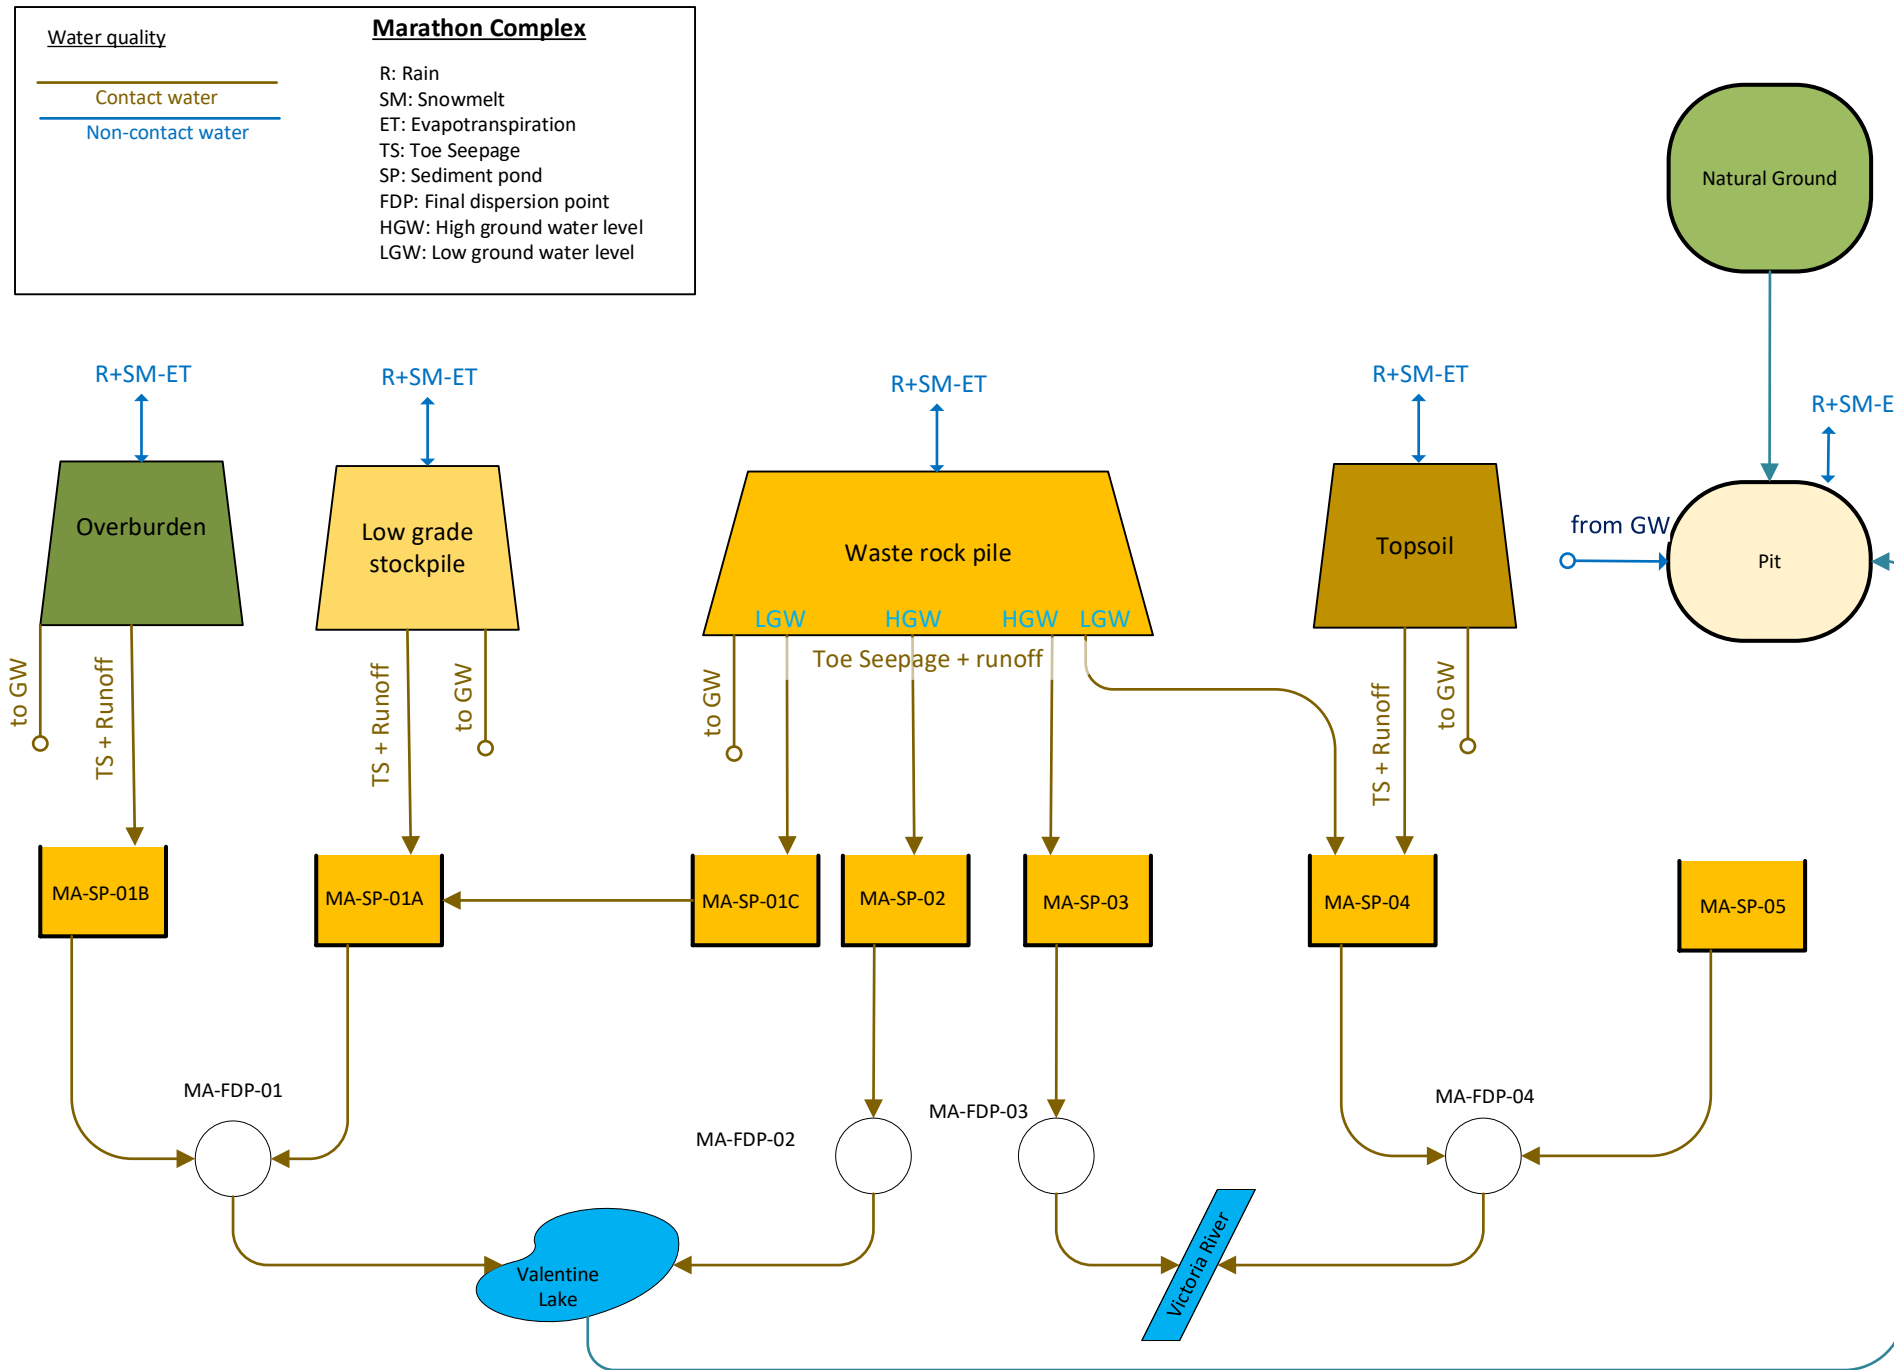 Water quality
Contact water
Non-contact water
Marathon Complex
R: Rain
SM: Snowmelt
ET: Evapotranspiration
TS: Toe Seepage
SP: Sediment pond
FDP: Final dispersion point
HGW: High ground water level
LGW: Low ground water level
Natural Ground
R+SM-ET
R+SM-ET
R+SM-ET
R+SM-ET
R+SM-E
Overburden
Low grade
stockpile
Waste rock pile
Topsoil
from GW
Pit
LGW
HGW
HGW
LGW
Toe Seepage + runoff
to GW
TS + Runoff
TS + Runoff
to GW
to GW
TS + Runoff
to GW
MA-SP-01B
MA-SP-01A
MA-SP-01C
MA-SP-02
MA-SP-03
MA-SP-04
MA-SP-05
MA-FDP-01
MA-FDP-02
MA-FDP-03
MA-FDP-04
Valentine
Lake
Victoria River